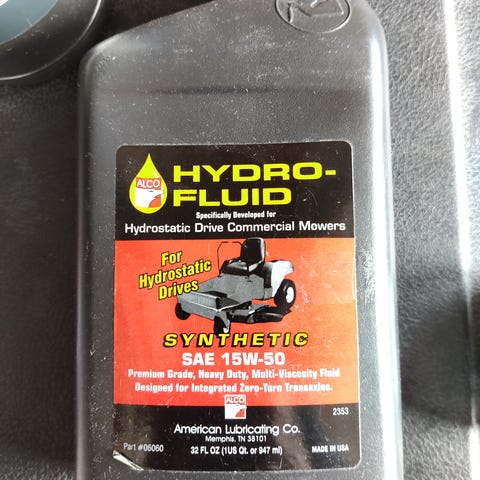 ALCO
HYDRO-
FLUID
Specifically Developed for
Hydrostatic Drive Commercial Mowers
For
Hydrostatic
Drives
SYNTHETIC
SAE 15W-50
Premium Grade, Heavy Duty, Multi-Viscosity Fluid
Designed for Integrated Zero-Turn Transaxles.
ALCO
2353
American Lubricating Co.
Memphis, TN 38101
Part #06060
32 FL OZ (1US Qt. or 947 ml)
MADE IN USA